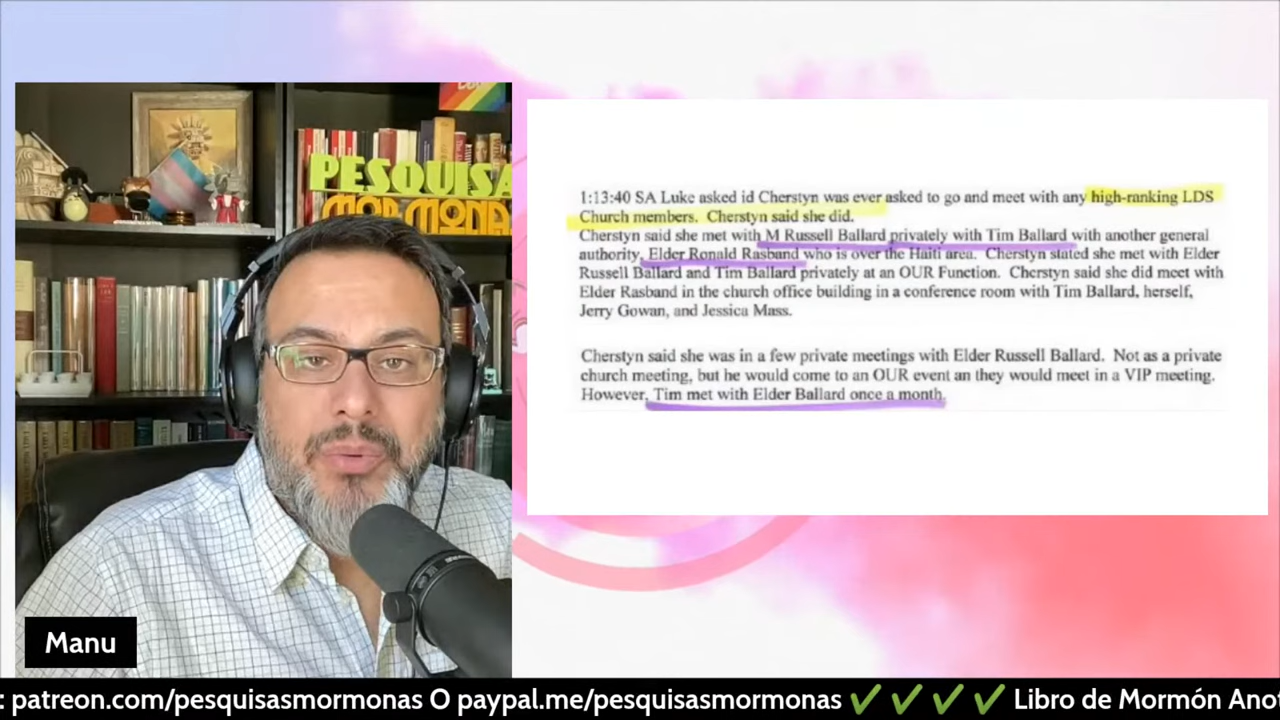 PESQUISA
MORMONA
1:13:40 SA Luke asked id Cherstyn was ever asked to go and meet with any high-ranking LDS
Church members. Cherstyn said she did.
Cherstyn said she met with M Russell Ballard privately with Tim Ballard with another general
authority, Elder Ronald Rasband who is over the Haiti area. Cherstyn stated she met with Elder
Russell Ballard and Tim Ballard privately at an OUR Function. Cherstyn said she did meet with
Elder Rasband in the church office building in a conference room with Tim Ballard, herself,
Jerry Gowan, and Jessica Mass.
Cherstyn said she was in a few private meetings with Elder Russell Ballard. Not as a private
church meeting, but he would come to an OUR event an they would meet in a VIP meeting.
However, Tim met with Elder Ballard once a month.
Manu
: patreon.com/pesquisasmormonas O paypal.me/pesquisasmormonas ✔ ✔ ✔ ✔ Libro de Mormón Ano